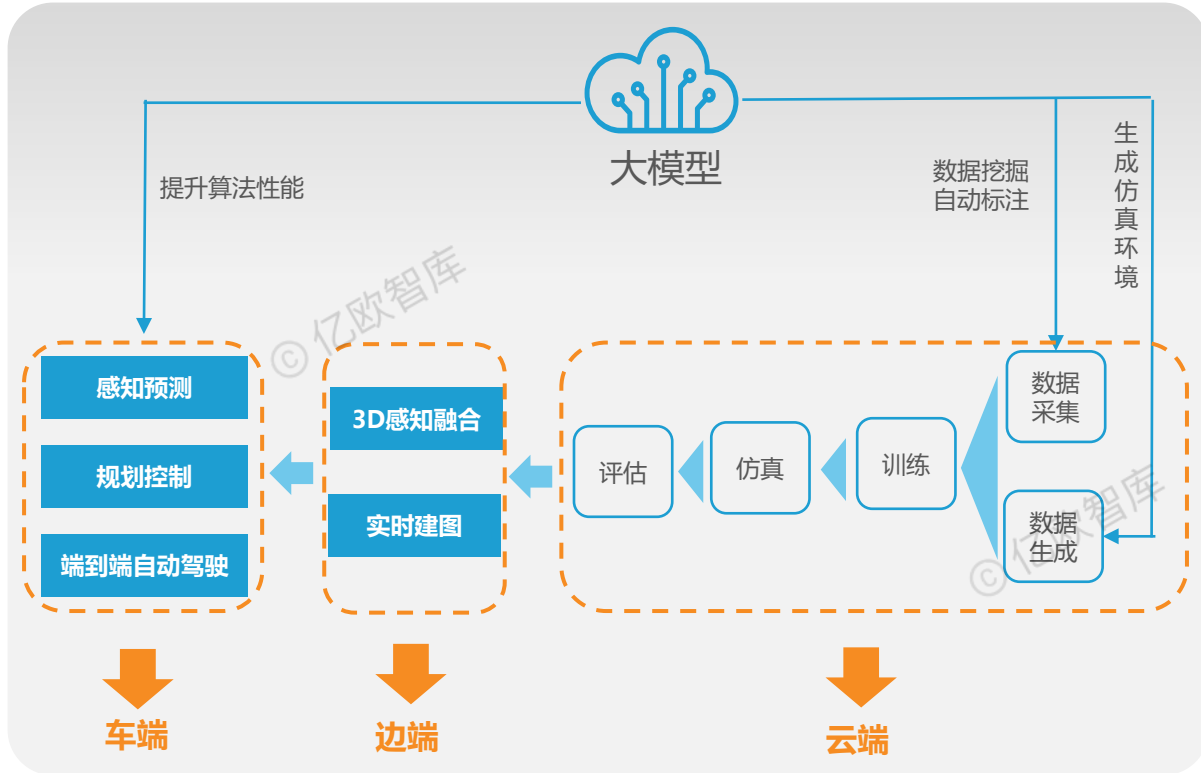 大模型
提升算法性能
数据挖掘
自动标注
生成仿真环境
© 亿欧智库
感知预测
规划控制
端到端自动驾驶
3D感知融合
实时建图
评估
仿真
训练
数据
采集
数据
生成
© 亿欧智库
车端
边端
云端